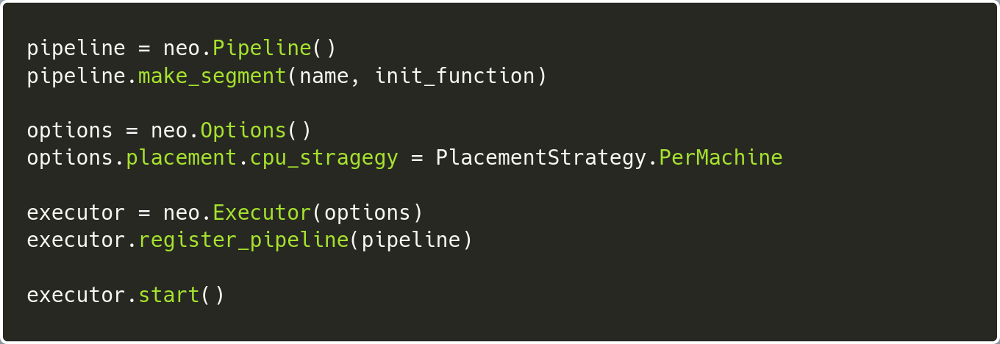 pipeline = neo.Pipeline()
pipeline.make_segment(name, init_function)
options = neo.Options()
options.placement.cpu_stragegy = PlacementStrategy.PerMachine
executor = neo.Executor(options)
executor.register_pipeline(pipeline)
executor.start()